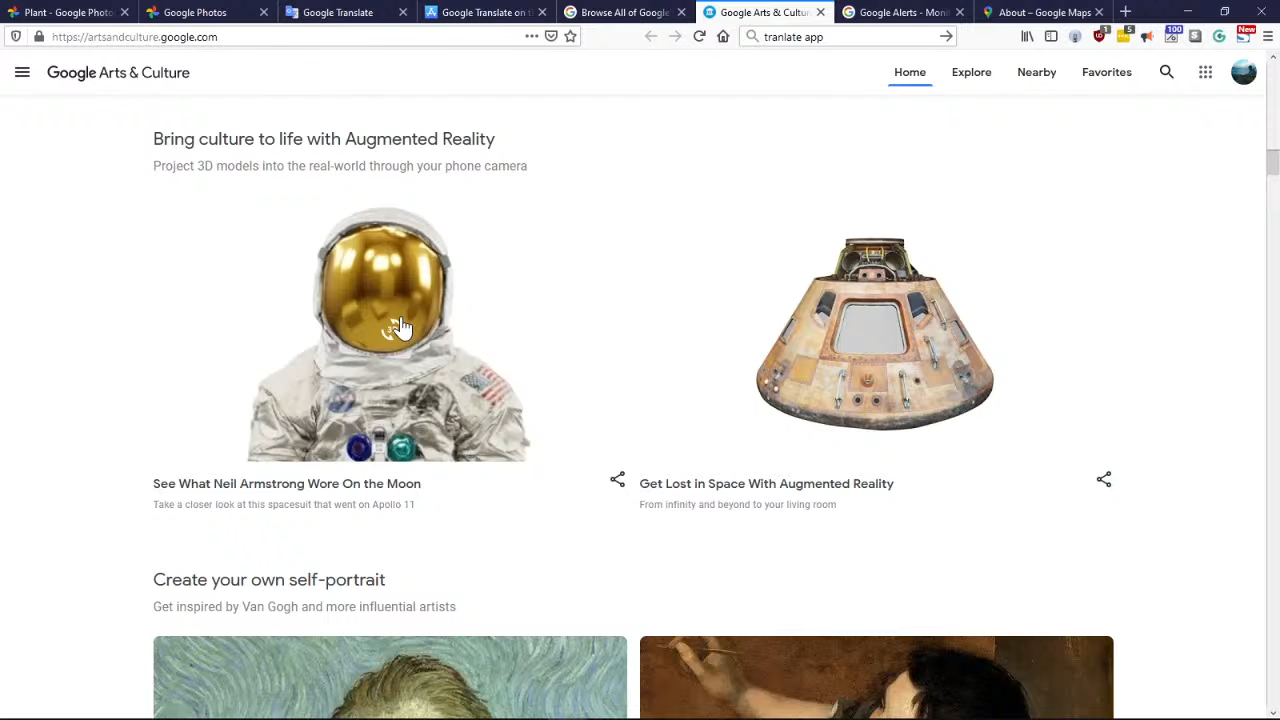 Plant - Google Phot
Google Photos
Google Translate
Google Translate on t
Browse All of Google
Google Arts & Cultu
Google Alerts - Moni
About – Google Maps
https://artsandculture.google.com
tranlate app
100
New
Google Arts & Culture
Home
Explore
Nearby
Favorites
Bring culture to life with Augmented Reality
Project 3D models into the real-world through your phone camera
See What Neil Armstrong Wore On the Moon
Take a closer look at this spacesuit that went on Apollo 11
Get Lost in Space With Augmented Reality
From infinity and beyond to your living room
Create your own self-portrait
Get inspired by Van Gogh and more influential artists